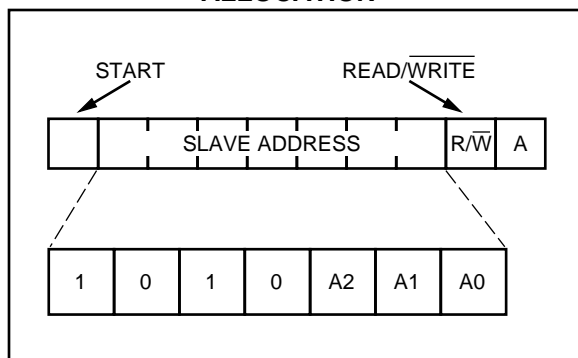 START READ/WRITE
SLAVE ADDRESS R/W A
1 0 1 0 A2 A1 A0